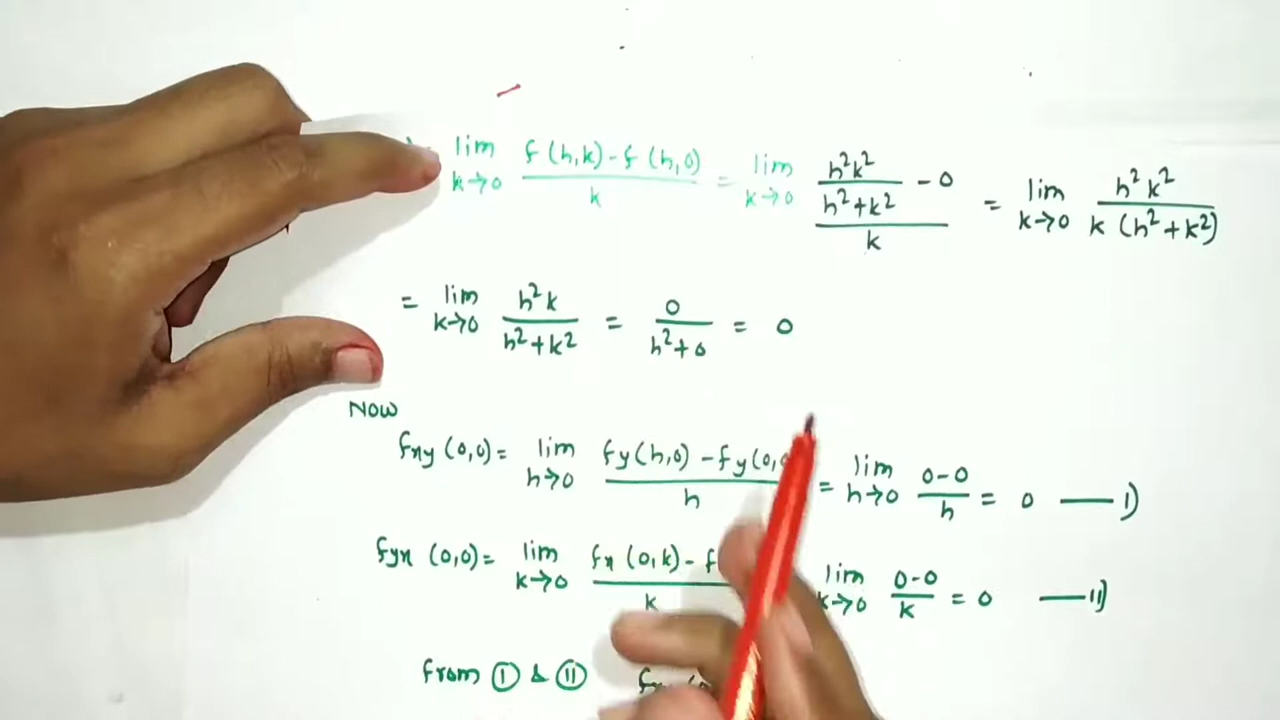 lim k→0 f(h,k)-f(h,0) / k = lim k→0 (h²k² / h²+k² - 0) / k = lim k→0 h²k² / k(h²+k²)
= lim k→0 h²k / h²+k² = 0 / h²+0 = 0
Now
fxy (0,0) = lim h→0 fy(h,0) - fy(0,0 / h = lim h→0 0-0 / h = 0 —— I)
fyx (0,0) = lim k→0 fx(0,k) - f / k lim k→0 0-0 / k = 0 —— II)
from I & II